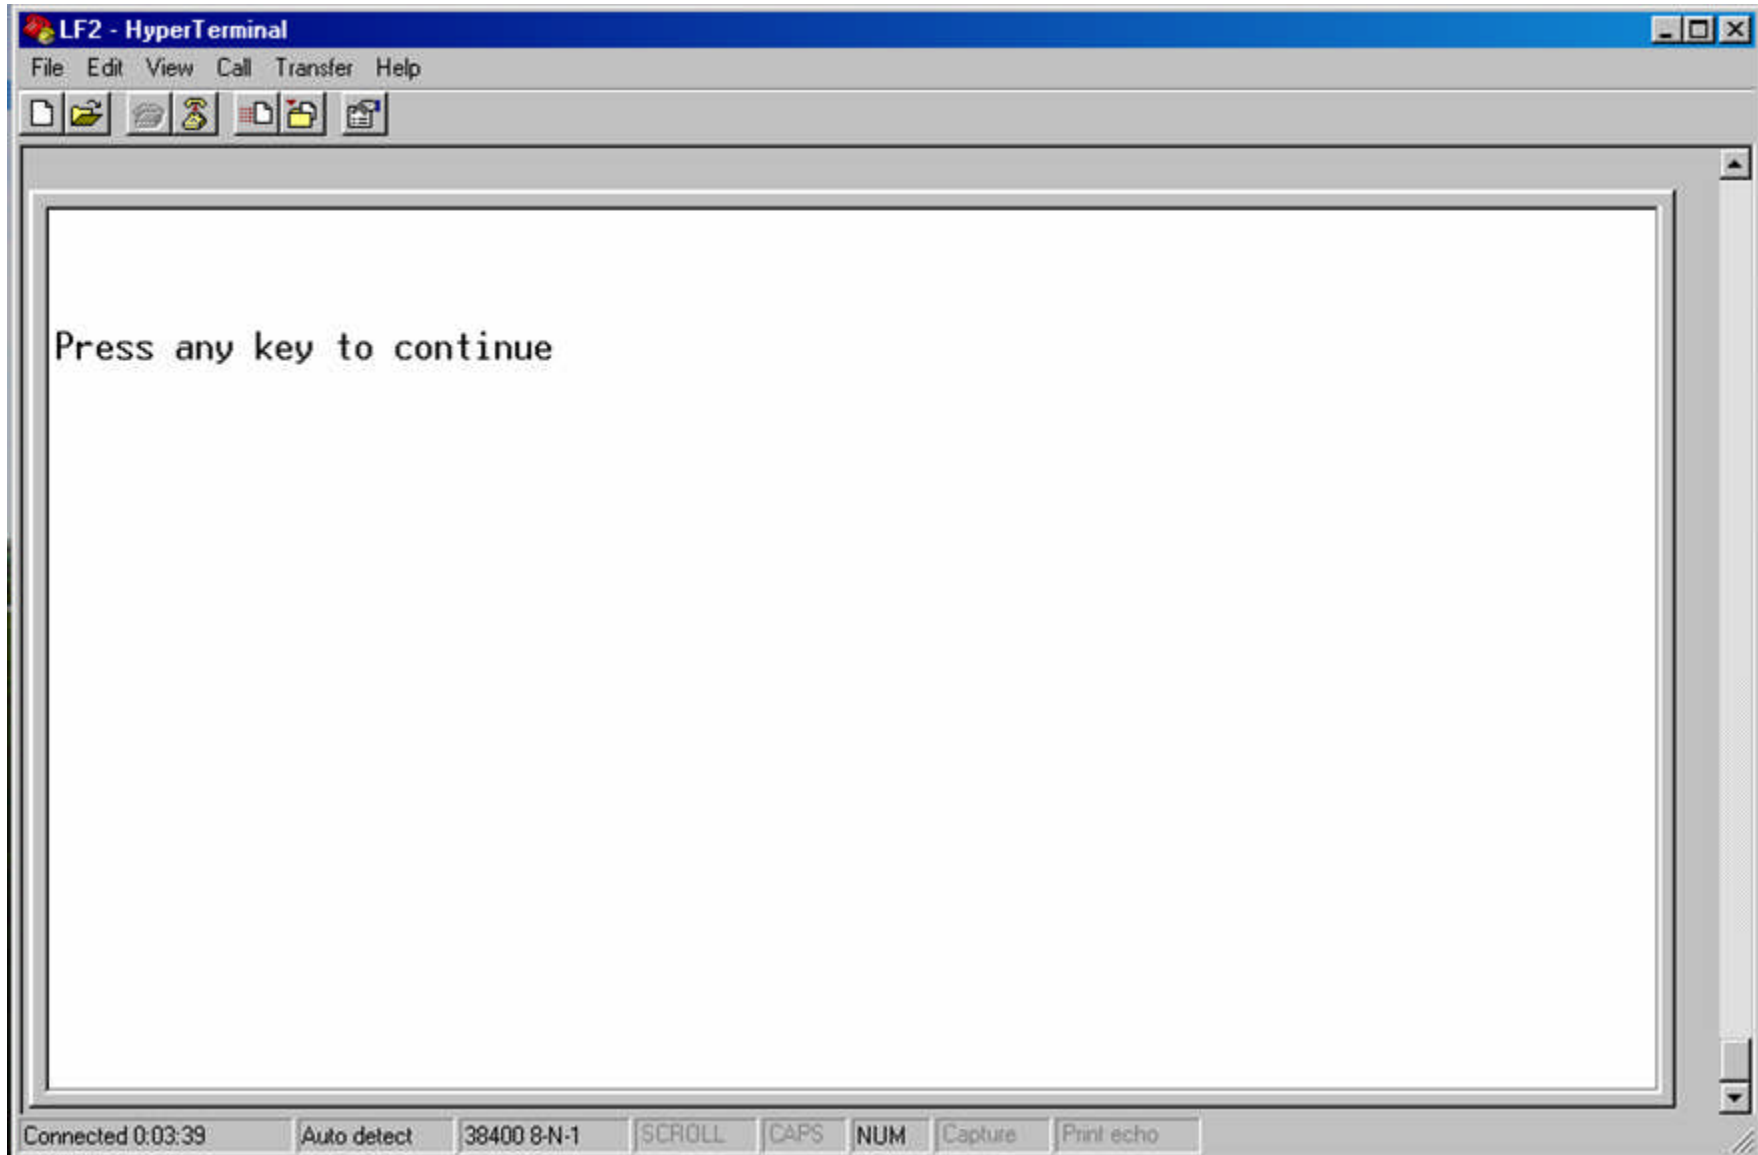 LF2 - HyperTerminal
File Edit View Call Transfer Help
Press any key to continue
Connected 0:03:39 Auto detect 38400 8-N-1 SCROLL CAPS NUM Capture Print echo